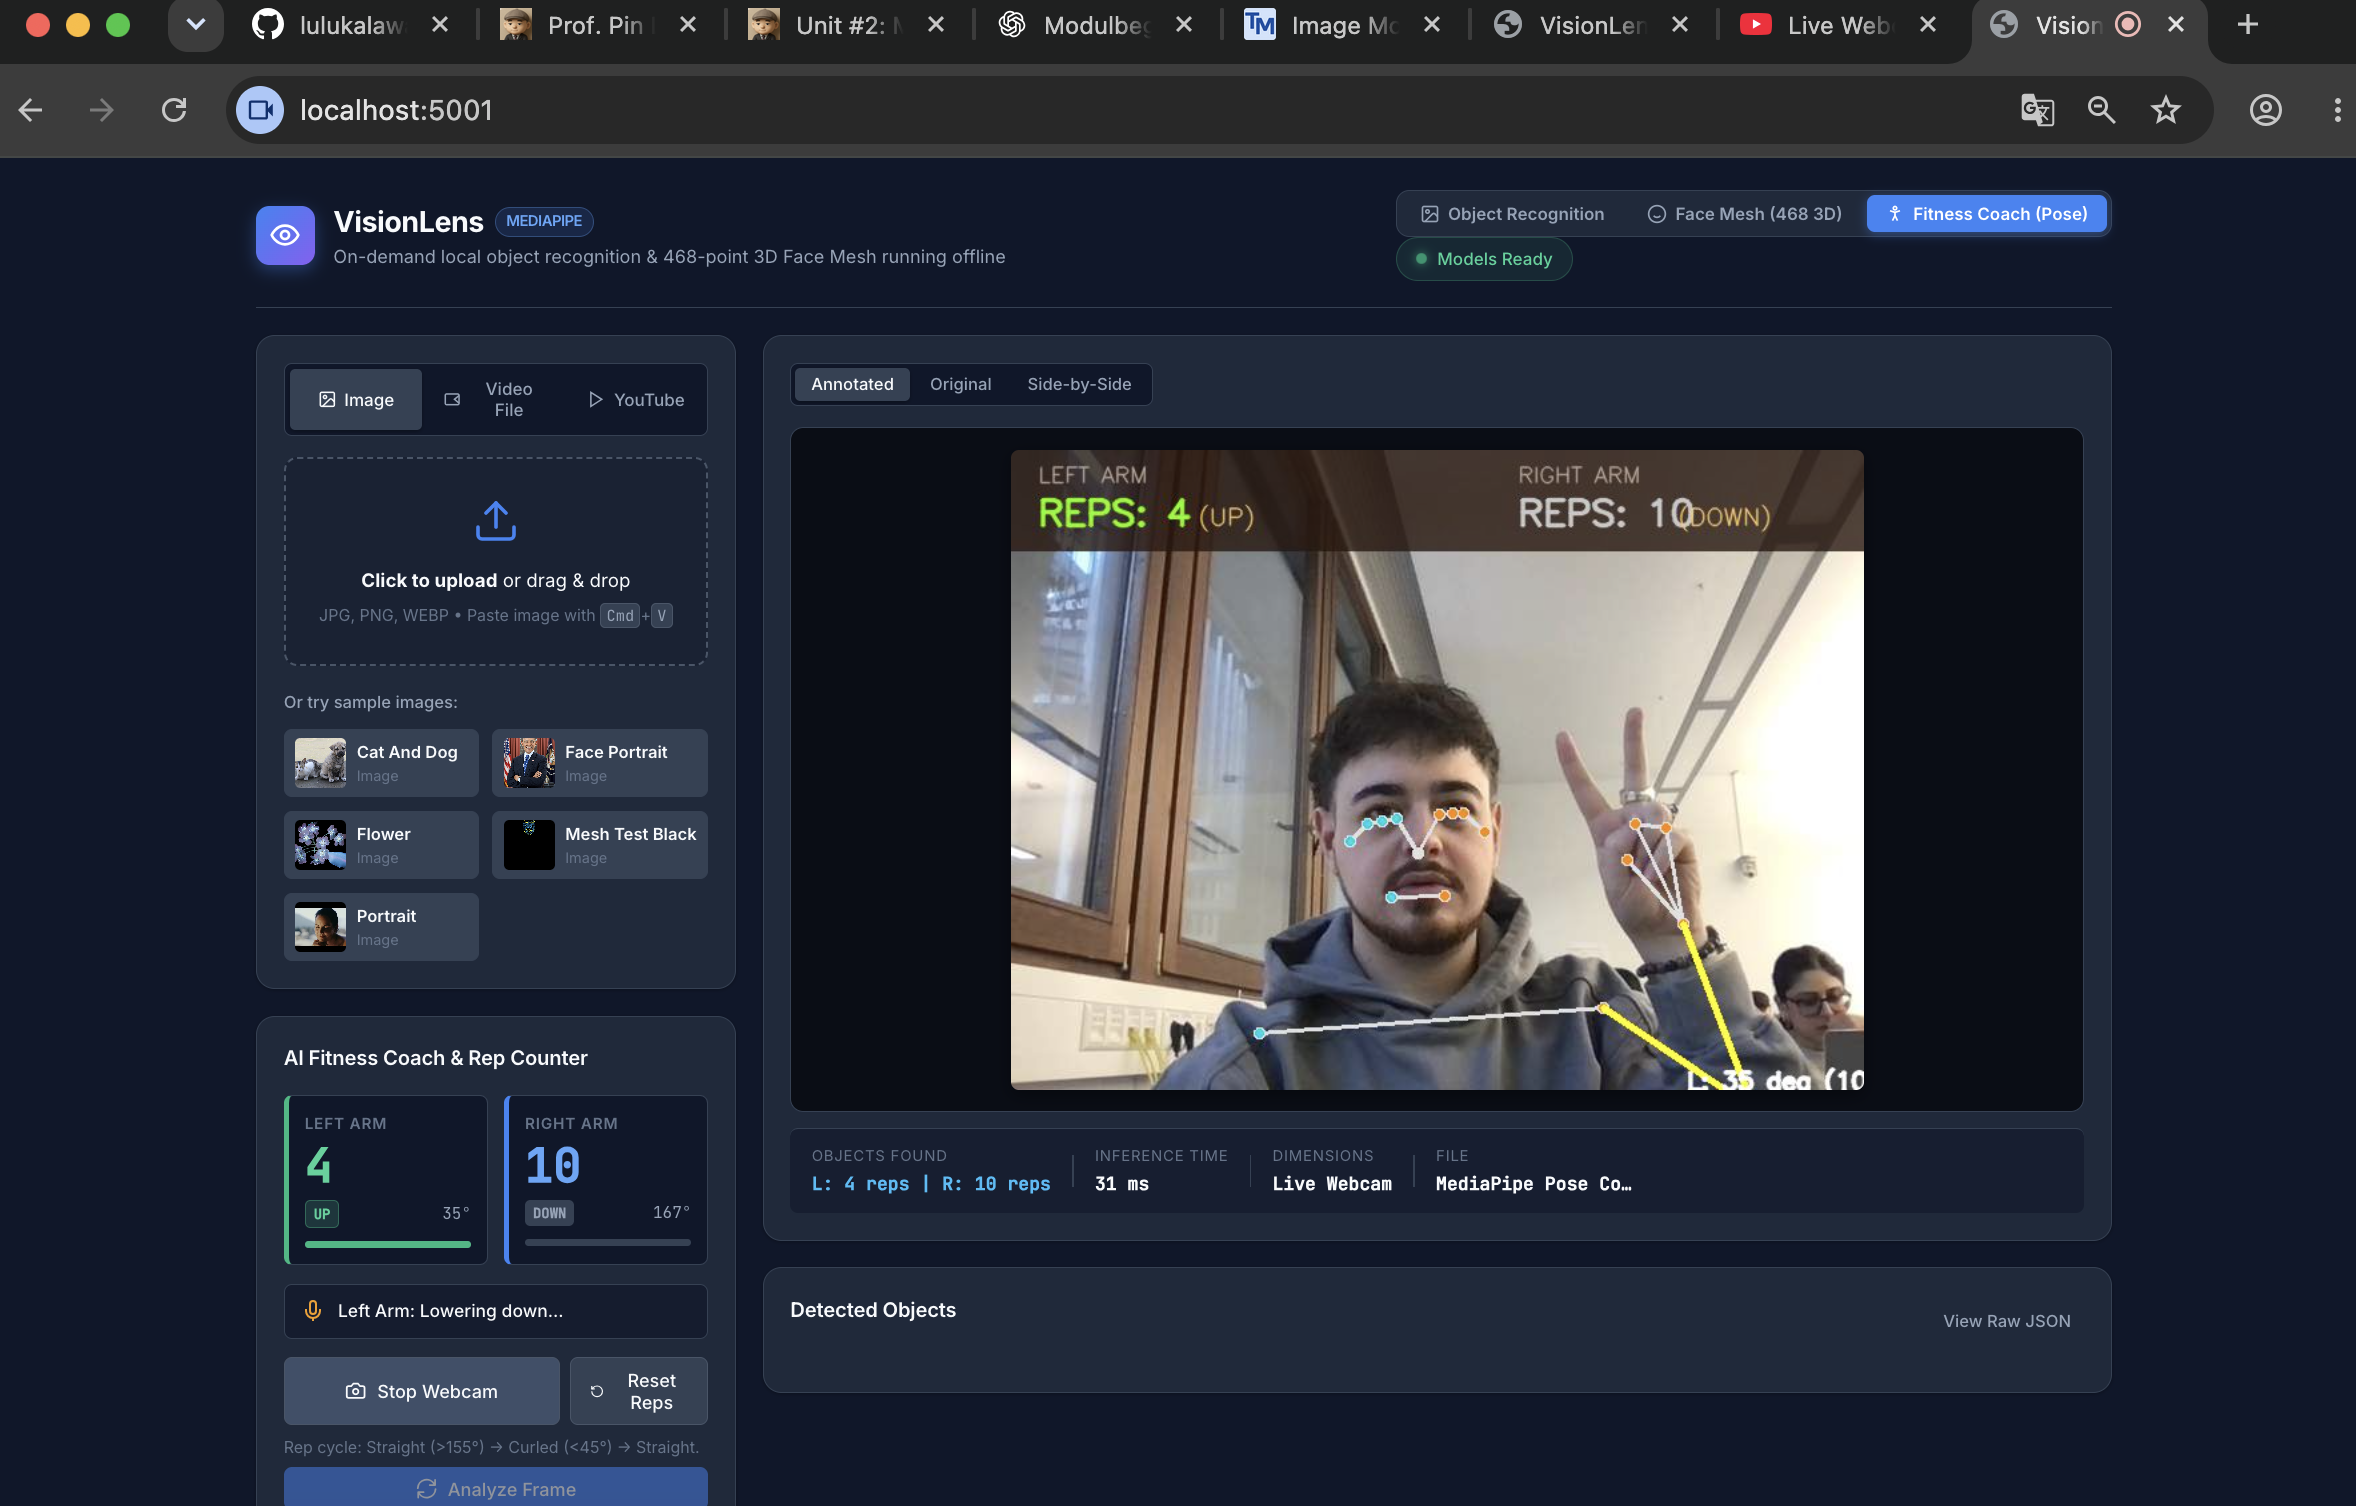 lulukalaw
Prof. Pin
Unit #2: M
Modulbeg
Image Mo
VisionLen
Live Web
Vision
localhost:5001
VisionLens MEDIAPIPE
On-demand local object recognition & 468-point 3D Face Mesh running offline
Object Recognition
Face Mesh (468 3D)
Fitness Coach (Pose)
Models Ready
Image
Video
File
YouTube
Click to upload or drag & drop
JPG, PNG, WEBP • Paste image with Cmd+V
Or try sample images:
Cat And Dog
Image
Face Portrait
Image
Flower
Image
Mesh Test Black
Image
Portrait
Image
AI Fitness Coach & Rep Counter
LEFT ARM
4
UP 35°
RIGHT ARM
10
DOWN 167°
Left Arm: Lowering down...
Stop Webcam
Reset
Reps
Rep cycle: Straight (>155°) → Curled (<45°) → Straight.
Analyze Frame
Annotated
Original
Side-by-Side
LEFT ARM
REPS: 4 (UP)
RIGHT ARM
REPS: 10 (DOWN)
L: 35 deg (10
OBJECTS FOUND
L: 4 reps | R: 10 reps
INFERENCE TIME
31 ms
DIMENSIONS
Live Webcam
FILE
MediaPipe Pose Co…
Detected Objects
View Raw JSON
TM